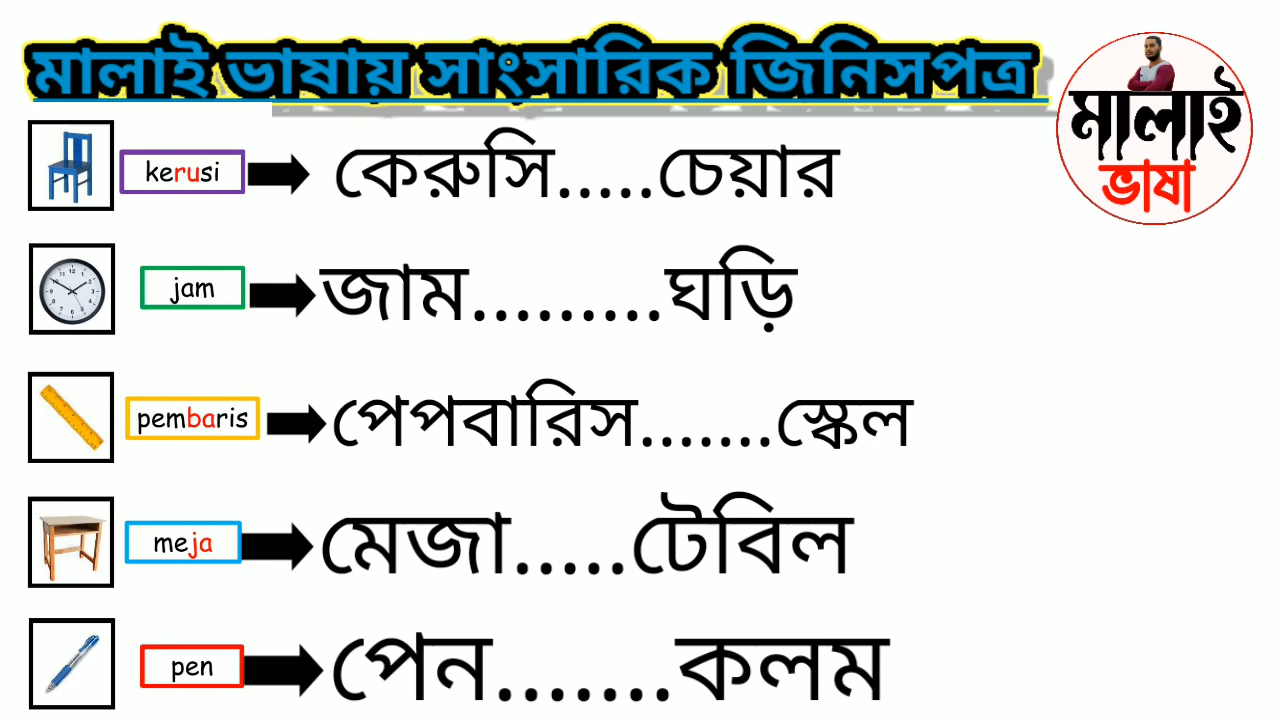 মালাই ভাষায় সাংসারিক জিনিসপত্র
মালাই
ভাষা
kerusi কেরুসি.....চেয়ার
jam জাম.........ঘড়ি
pembaris পেপবারিস.......স্কেল
meja মেজা.....টেবিল
pen পেন.......কলম